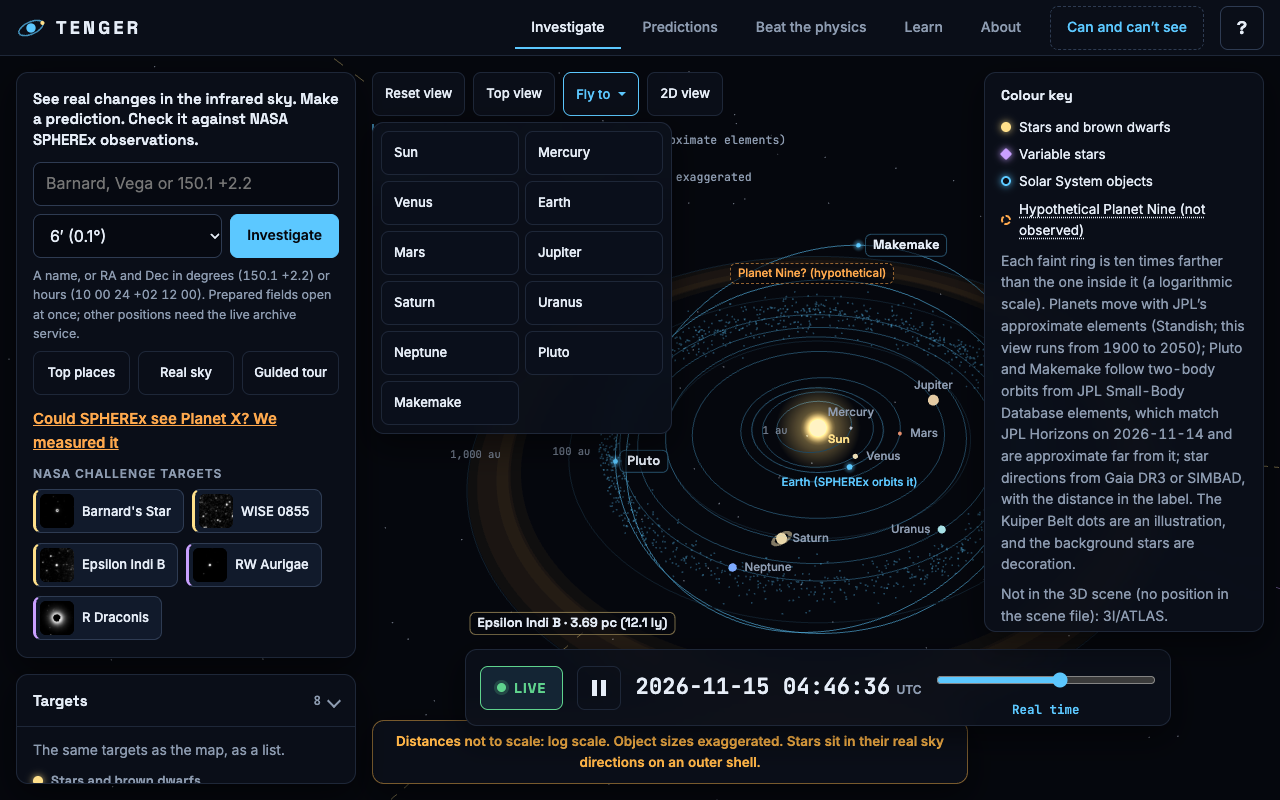 TENGER
Investigate
Predictions
Beat the physics
Learn
About
Can and can't see
?
See real changes in the infrared sky. Make
a prediction. Check it against NASA
SPHEREx observations.
Barnard, Vega or 150.1 +2.2
6′ (0.1°)
Investigate
A name, or RA and Dec in degrees (150.1 +2.2) or
hours (10 00 24 +02 12 00). Prepared fields open
at once; other positions need the live archive
service.
Top places
Real sky
Guided tour
Could SPHEREx see Planet X? We
measured it
NASA CHALLENGE TARGETS
Barnard's Star
WISE 0855
Epsilon Indi B
RW Aurigae
R Draconis
Targets
8
The same targets as the map, as a list.
Stars and brown dwarfs
Reset view
Top view
Fly to
2D view
Sun
Mercury
Venus
Earth
Mars
Jupiter
Saturn
Uranus
Neptune
Pluto
Makemake
oximate elements)
exaggerated
Makemake
Planet Nine? (hypothetical)
Jupiter
Mercury
1 au
Sun
Mars
Venus
1,000 au
100 au
Pluto
Earth (SPHEREx orbits it)
Uranus
Saturn
Neptune
Epsilon Indi B · 3.69 pc (12.1 ly)
LIVE
2026-11-15 04:46:36 UTC
Real time
Distances not to scale: log scale. Object sizes exaggerated. Stars sit in their real sky
directions on an outer shell.
Colour key
Stars and brown dwarfs
Variable stars
Solar System objects
Hypothetical Planet Nine (not
observed)
Each faint ring is ten times farther
than the one inside it (a logarithmic
scale). Planets move with JPL's
approximate elements (Standish; this
view runs from 1900 to 2050); Pluto
and Makemake follow two-body
orbits from JPL Small-Body
Database elements, which match
JPL Horizons on 2026-11-14 and
are approximate far from it; star
directions from Gaia DR3 or SIMBAD,
with the distance in the label. The
Kuiper Belt dots are an illustration,
and the background stars are
decoration.
Not in the 3D scene (no position in
the scene file): 3I/ATLAS.